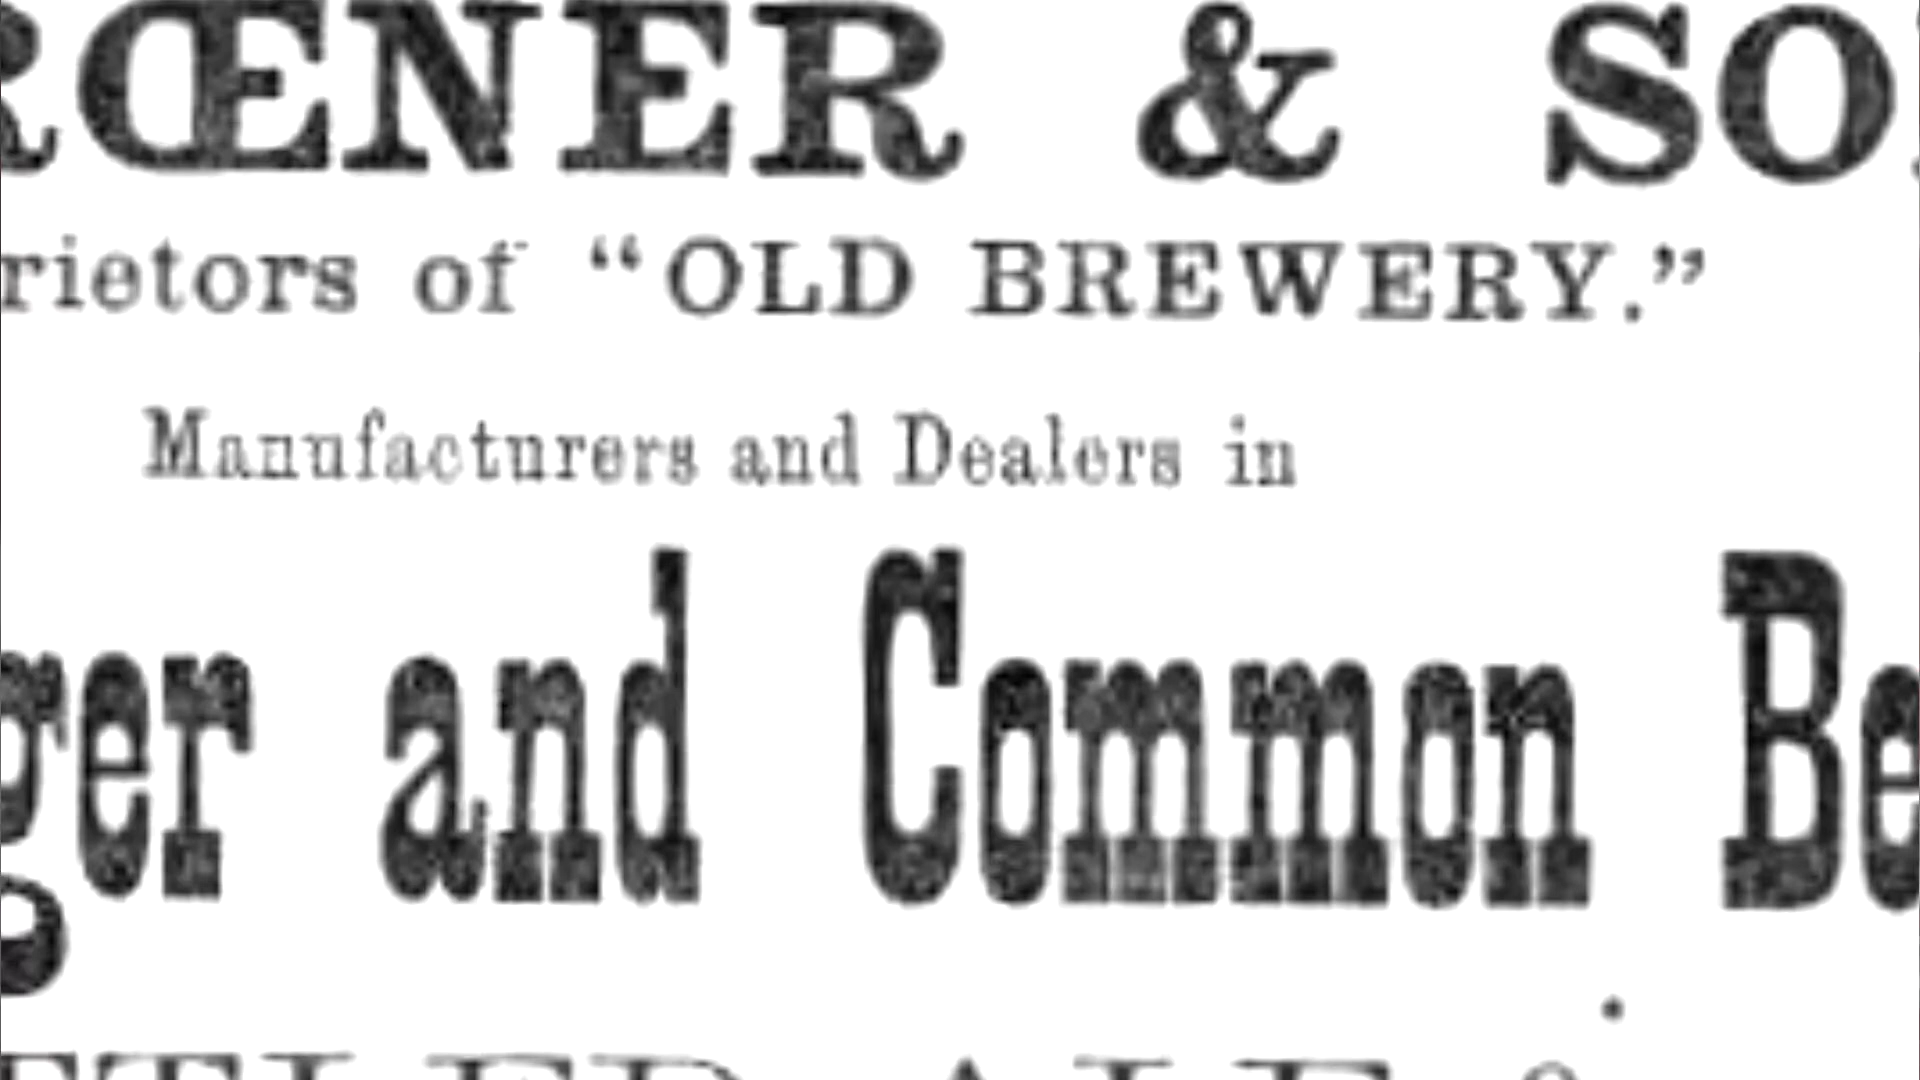 RŒNER & SO
rietors of “OLD BREWERY.”
Manufacturers and Dealers in
ger and Common Be